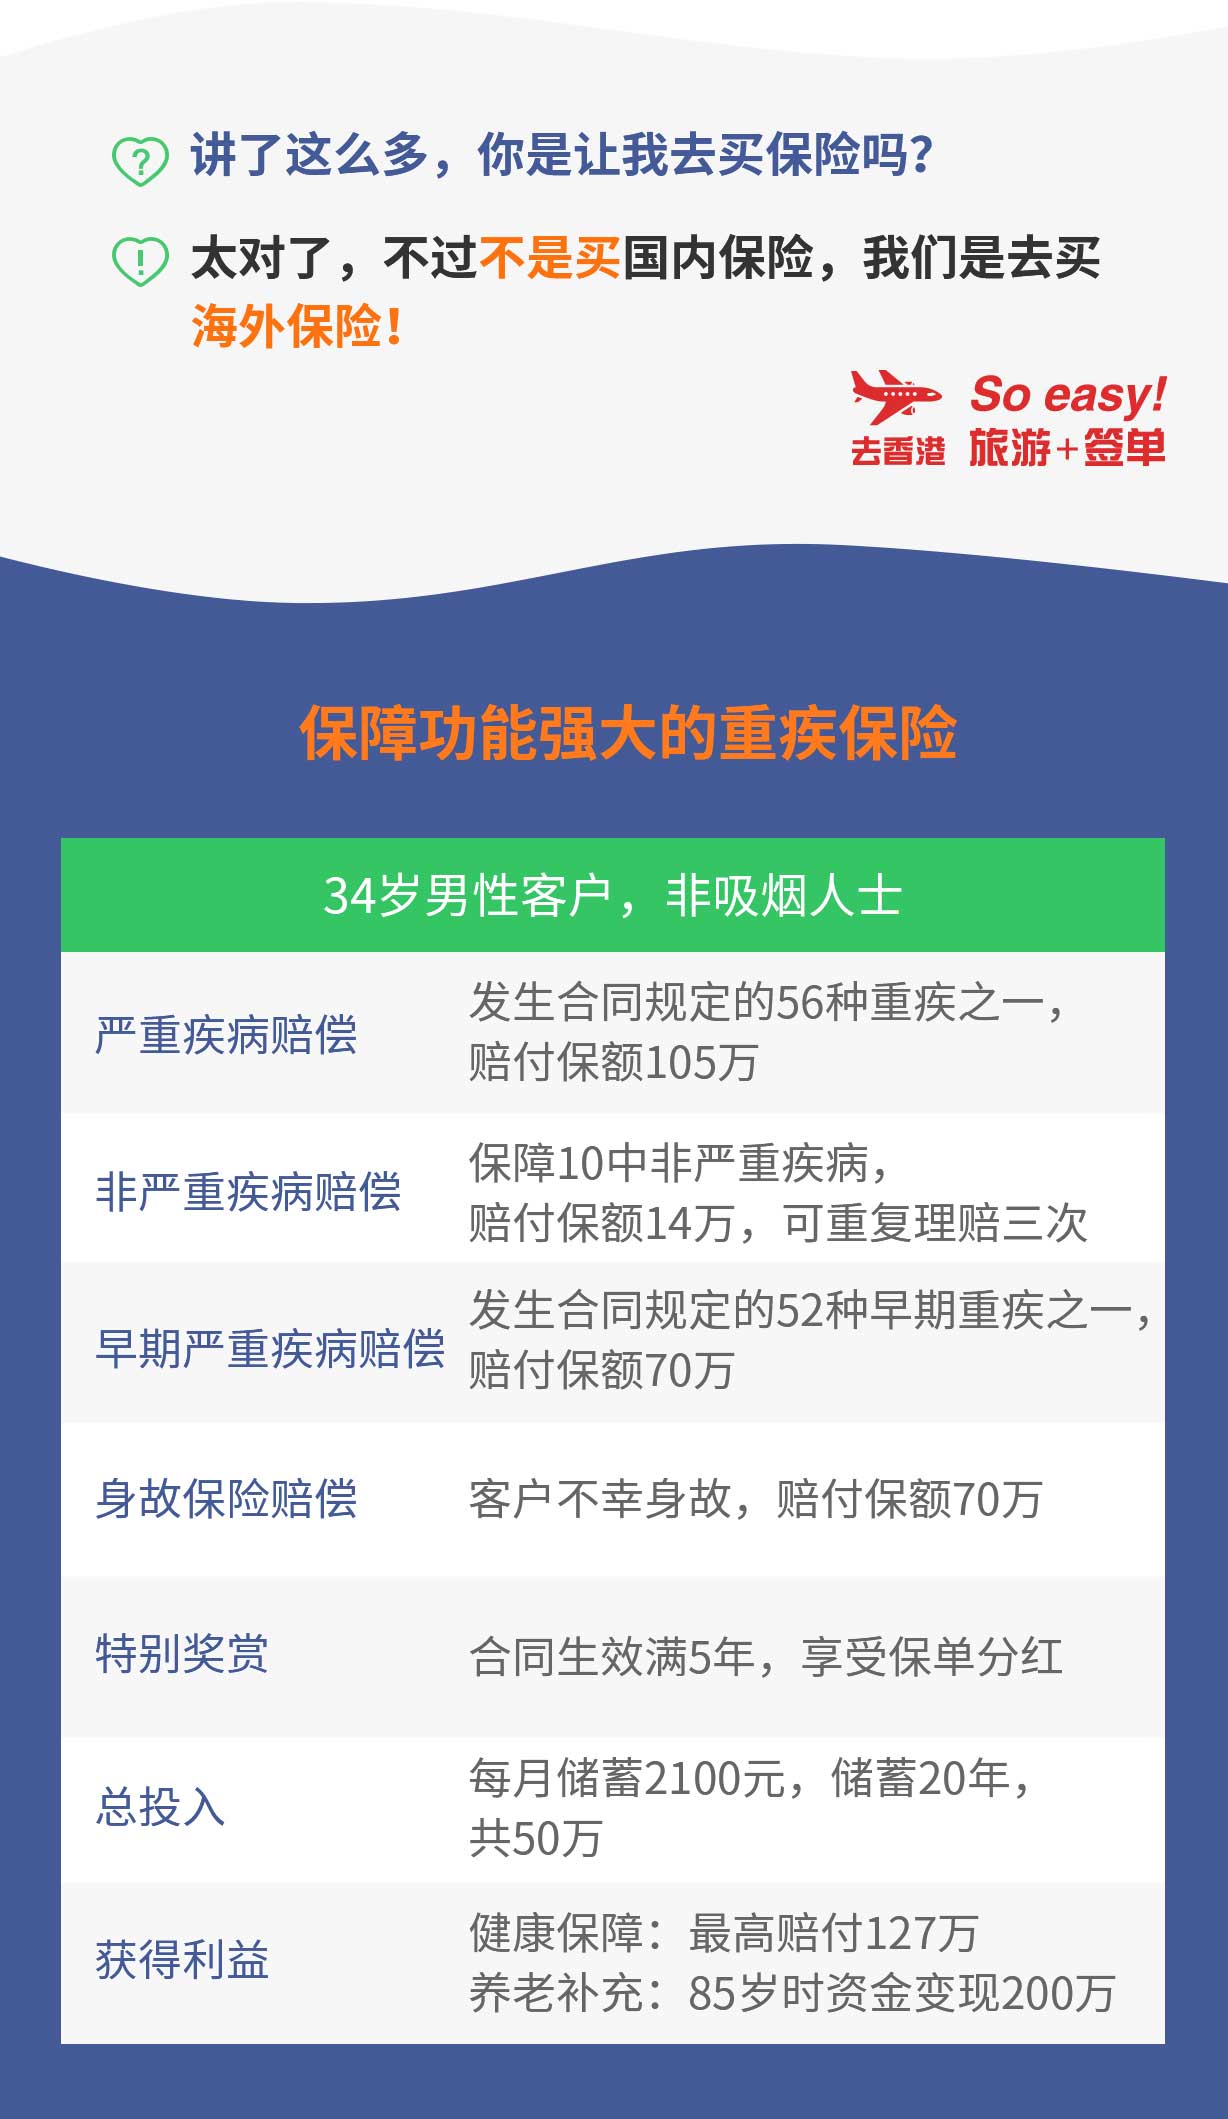 讲了这么多，你是让我去买保险吗？
太对了，不过不是买国内保险，我们是去买
海外保险！
So easy!
去香港 旅游+签单
保障功能强大的重疾保险
34岁男性客户，非吸烟人士
严重疾病赔偿
发生合同规定的56种重疾之一，
赔付保额105万
非严重疾病赔偿
保障10中非严重疾病，
赔付保额14万，可重复理赔三次
早期严重疾病赔偿
发生合同规定的52种早期重疾之一，
赔付保额70万
身故保险赔偿
客户不幸身故，赔付保额70万
特别奖赏
合同生效满5年，享受保单分红
总投入
每月储蓄2100元，储蓄20年，
共50万
获得利益
健康保障：最高赔付127万
养老补充：85岁时资金变现200万